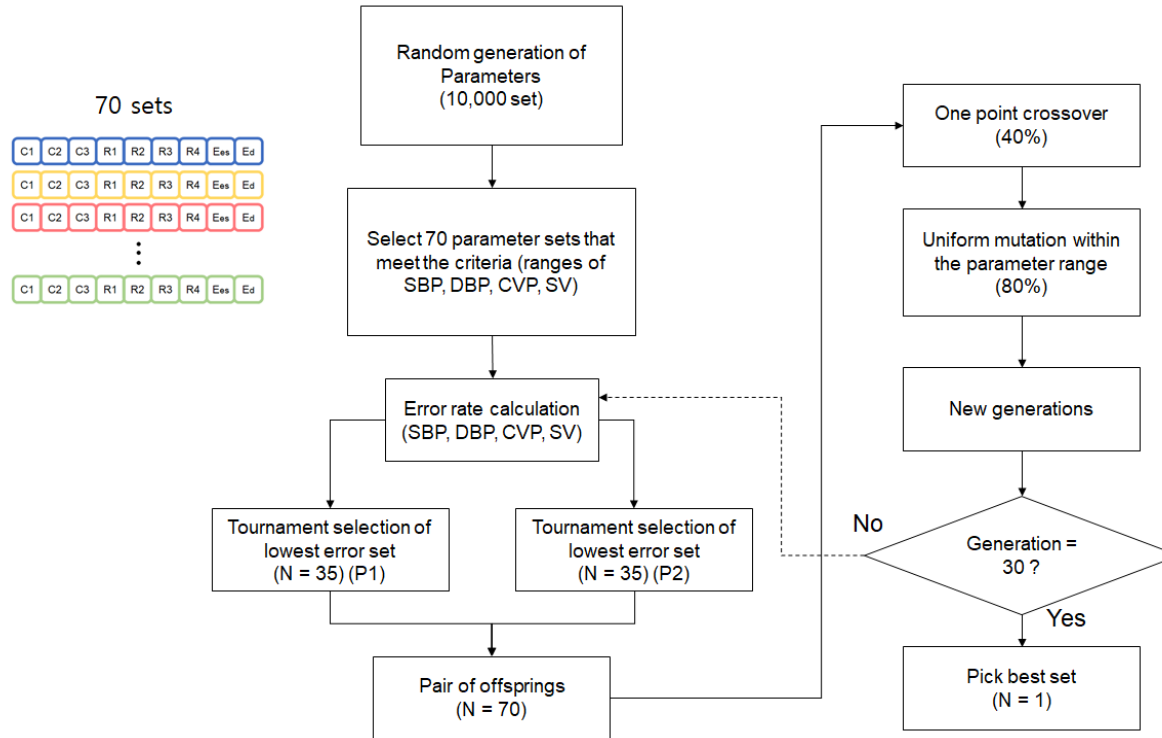 70 sets
C1 C2 C3 R1 R2 R3 R4 Ees Ed
C1 C2 C3 R1 R2 R3 R4 Ees Ed
C1 C2 C3 R1 R2 R3 R4 Ees Ed
⋮
C1 C2 C3 R1 R2 R3 R4 Ees Ed
Random generation of
Parameters
(10,000 set)
Select 70 parameter sets that
meet the criteria (ranges of
SBP, DBP, CVP, SV)
Error rate calculation
(SBP, DBP, CVP, SV)
Tournament selection of
lowest error set
(N = 35) (P1)
Tournament selection of
lowest error set
(N = 35) (P2)
Pair of offsprings
(N = 70)
One point crossover
(40%)
Uniform mutation within
the parameter range
(80%)
New generations
Generation =
30 ?
No
Yes
Pick best set
(N = 1)